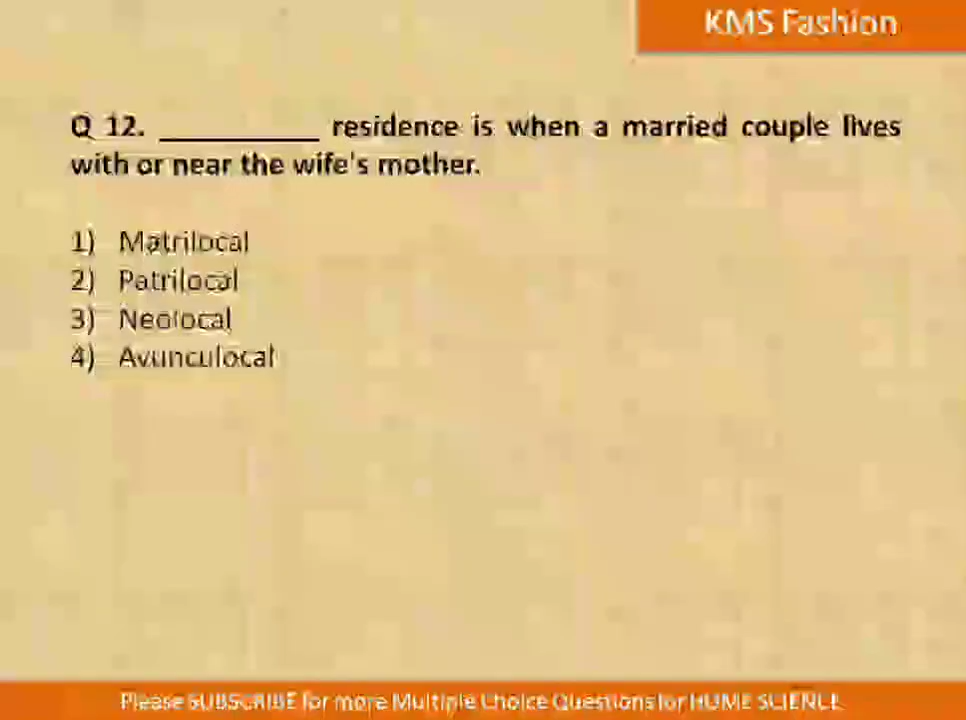 KMS Fashion
Q 12. __________ residence is when a married couple lives
with or near the wife's mother.
1) Matrilocal
2) Patrilocal
3) Neolocal
4) Avunculocal
Please SUBSCRIBE for more Multiple Choice Questions for HOME SCIENCE